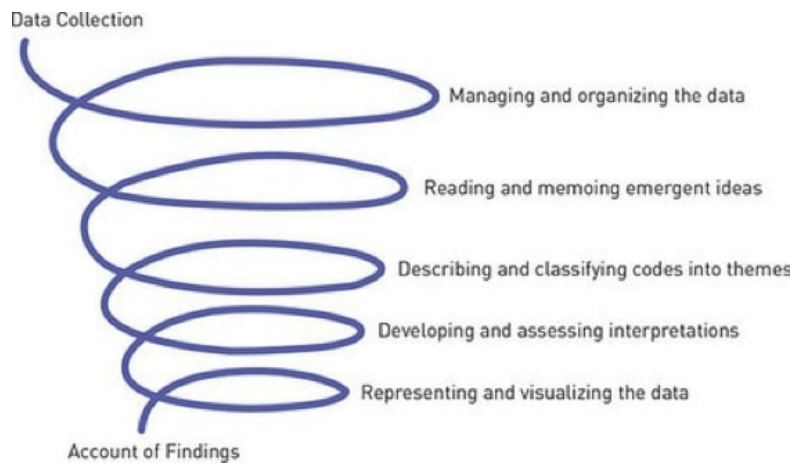 Data Collection
Managing and organizing the data
Reading and memoing emergent ideas
Describing and classifying codes into themes
Developing and assessing interpretations
Representing and visualizing the data
Account of Findings